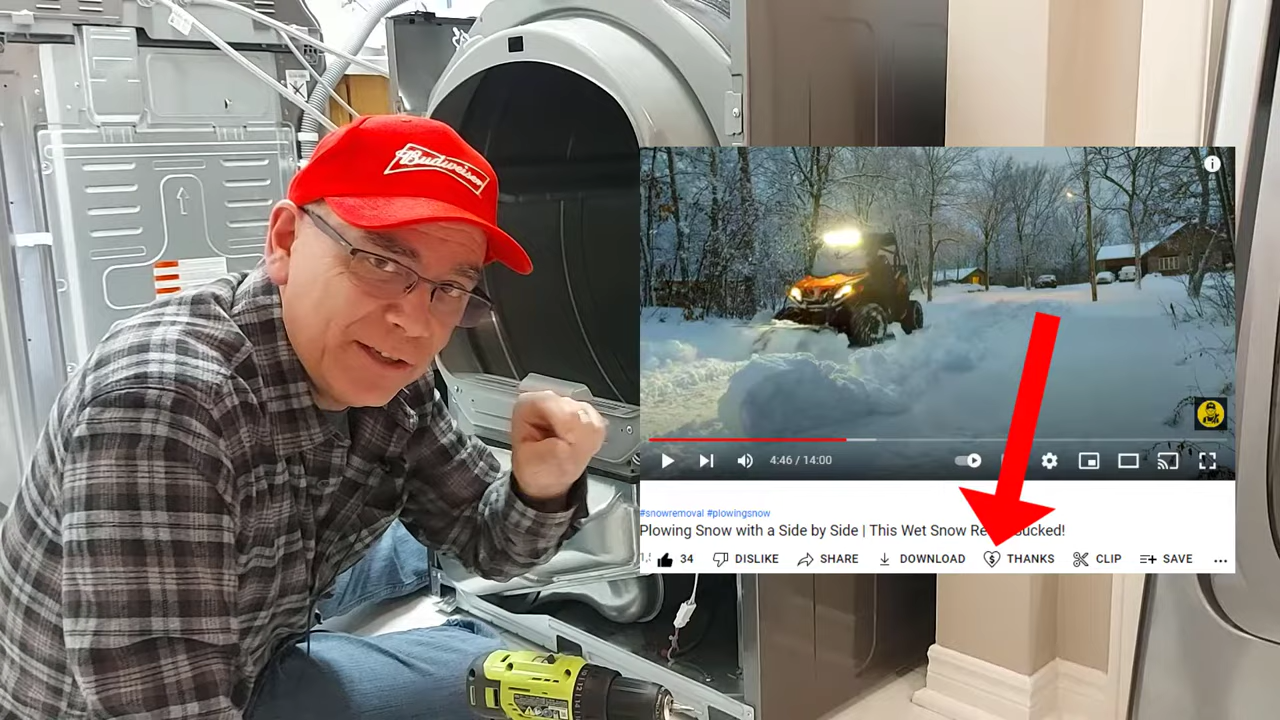 Budweiser
i
4:46 / 14:00
#snowremoval #plowingsnow
Plowing Snow with a Side by Side | This Wet Snow Re sucked!
34 DISLIKE SHARE DOWNLOAD THANKS CLIP SAVE ...